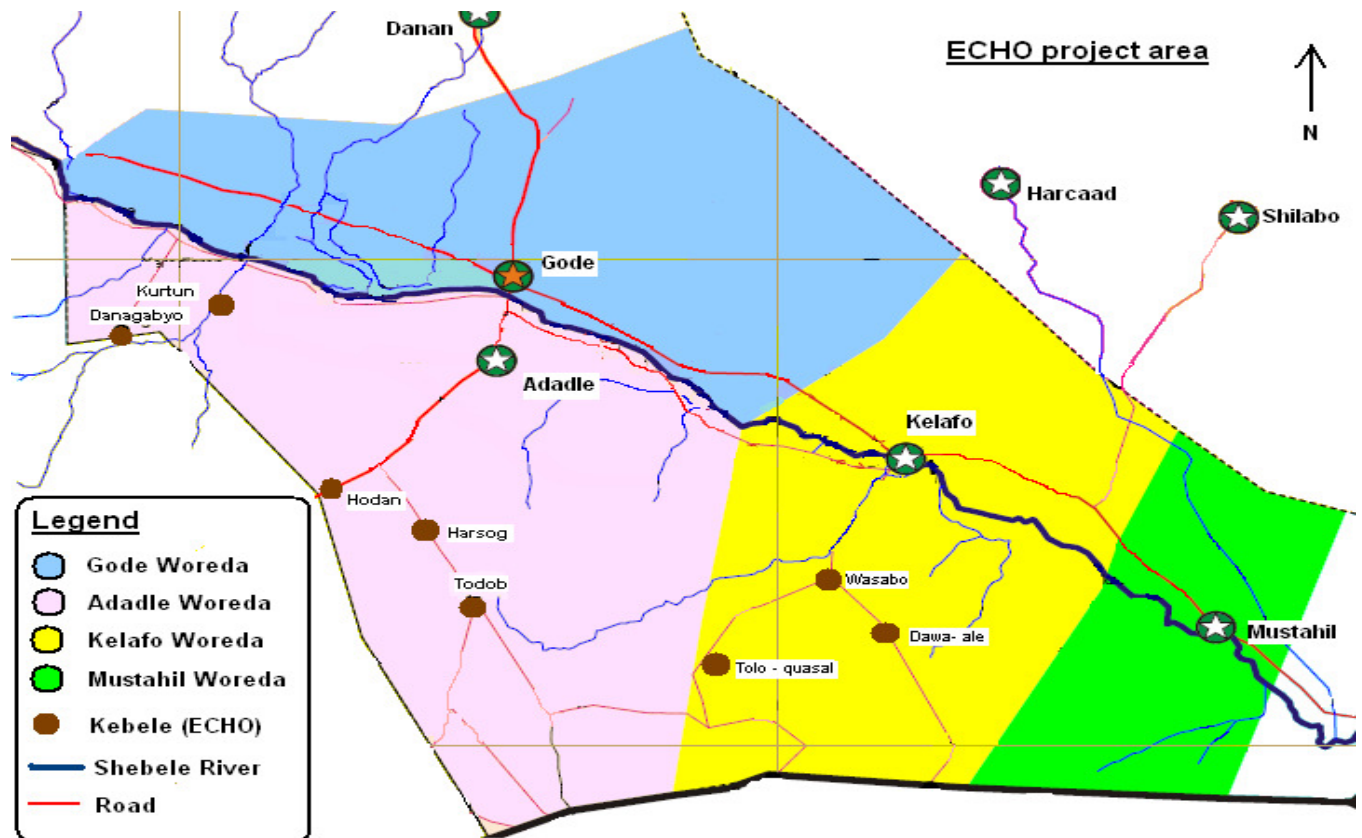 Danan
ECHO project area
N
Harcaad
Shilabo
Gode
Kurtun
Danagabyo
Adadle
Kelafo
Hodan
Harsog
Todob
Wasabo
Dawa- ale
Mustahil
Tolo - quasal
Legend
Gode Woreda
Adadle Woreda
Kelafo Woreda
Mustahil Woreda
Kebele (ECHO)
Shebele River
Road